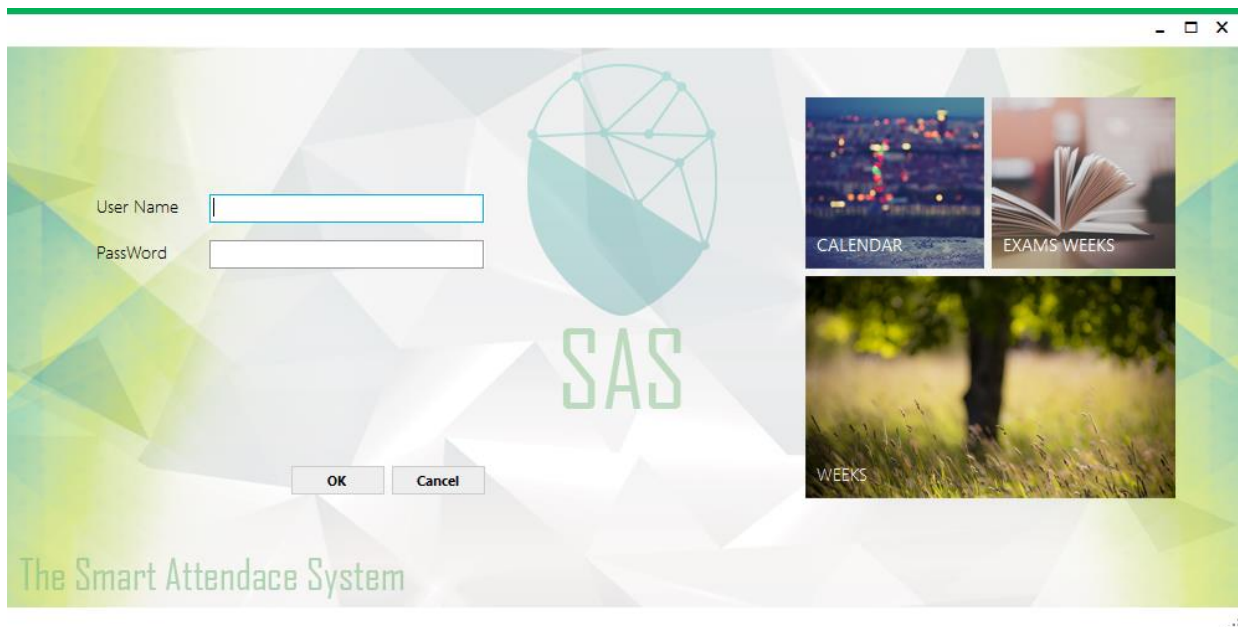 User Name
PassWord
OK
Cancel
SAS
The Smart Attendace System
CALENDAR
EXAMS WEEKS
WEEKS